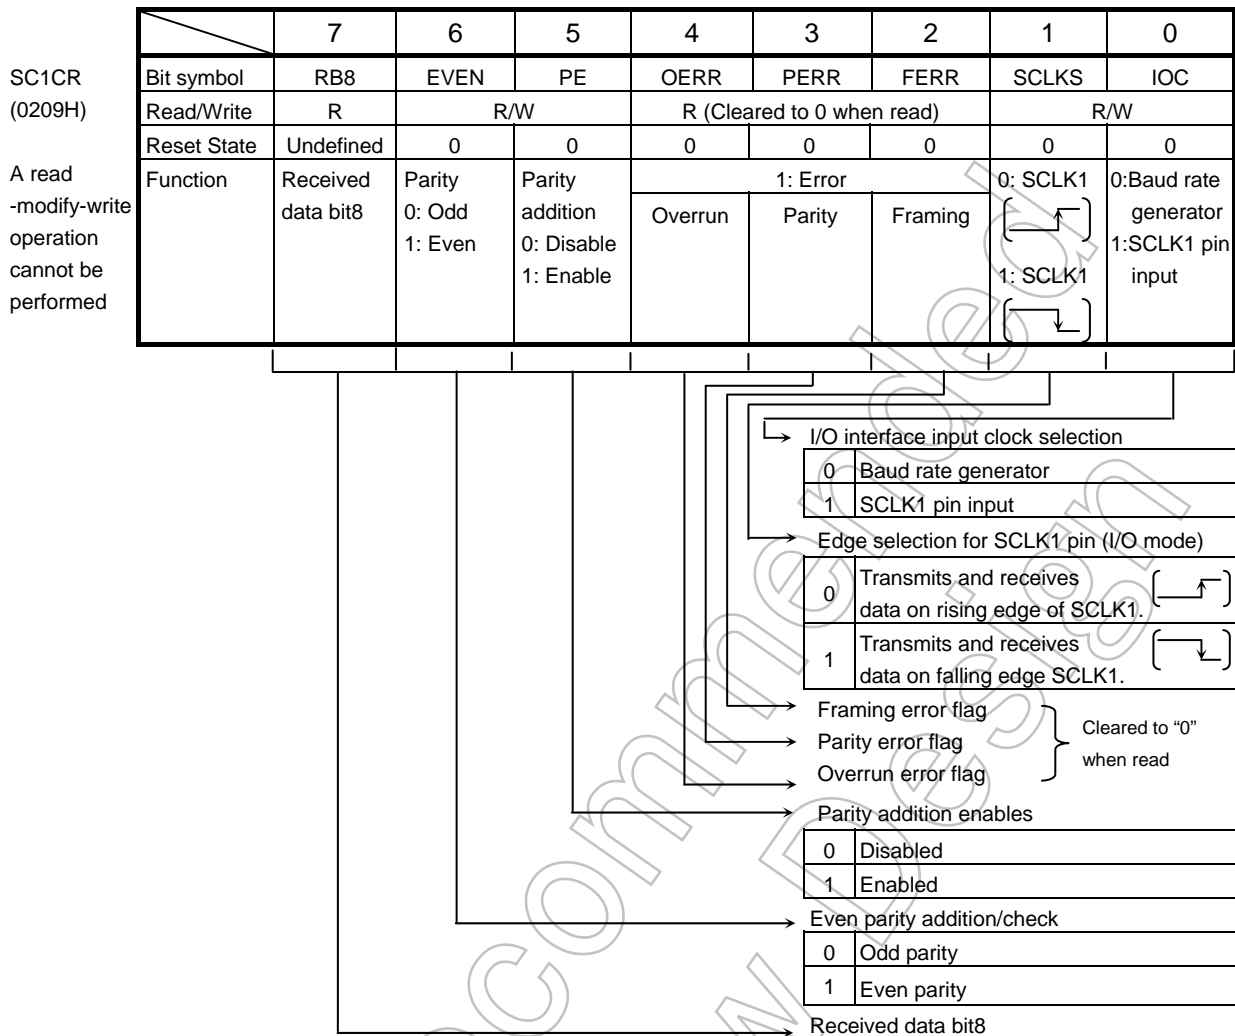 7 6 5 4 3 2 1 0
SC1CR
(0209H)
A read
-modify-write
operation
cannot be
performed
Bit symbol RB8 EVEN PE OERR PERR FERR SCLKS IOC
Read/Write R R/W R (Cleared to 0 when read) R/W
Reset State Undefined 0 0 0 0 0 0 0
Function
Received
data bit8
Parity
0: Odd
1: Even
Parity
addition
0: Disable
1: Enable
1: Error
Overrun Parity Framing
0: SCLK1
1: SCLK1
0:Baud rate
generator
1:SCLK1 pin
input
I/O interface input clock selection
0 Baud rate generator
1 SCLK1 pin input
Edge selection for SCLK1 pin (I/O mode)
0 Transmits and receives
data on rising edge of SCLK1.
1 Transmits and receives
data on falling edge SCLK1.
Framing error flag
Parity error flag
Overrun error flag
Cleared to “0”
when read
Parity addition enables
0 Disabled
1 Enabled
Even parity addition/check
0 Odd parity
1 Even parity
Received data bit8
commended
w Design